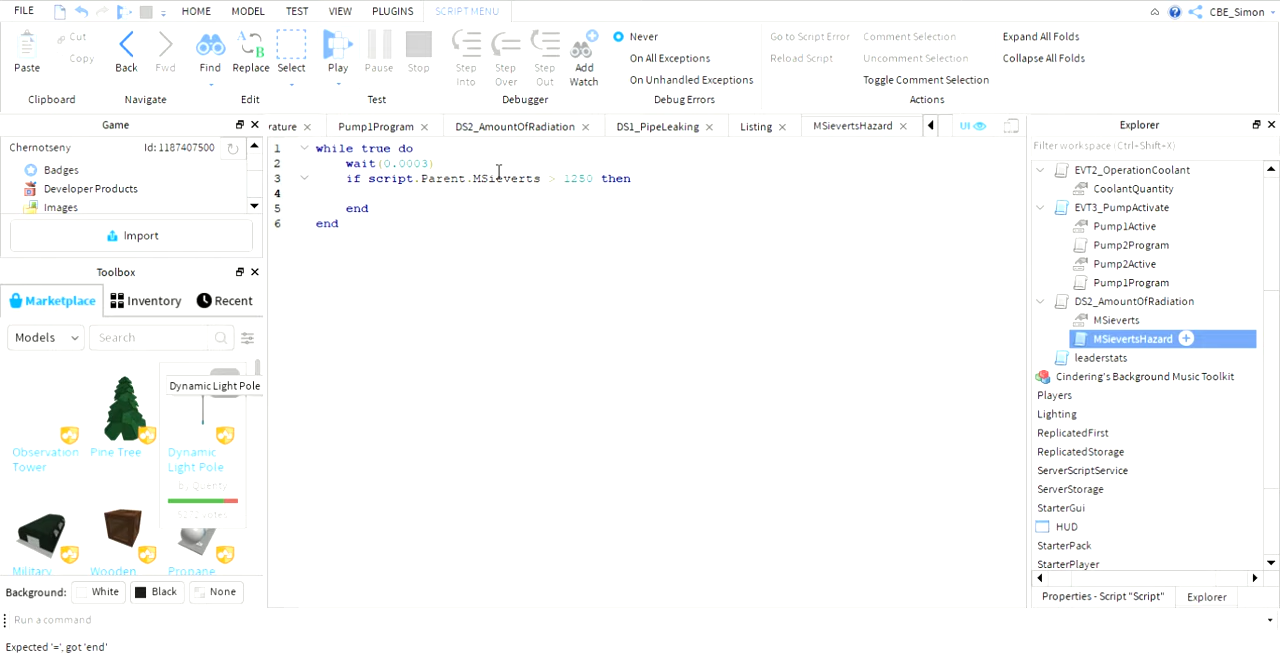 FILE HOME MODEL TEST VIEW PLUGINS SCRIPT MENU CBE_Simon
Paste Cut Copy Back Fwd Find Replace Select Play Pause Stop Step Into Step Over Step Out Add Watch
Never
On All Exceptions
On Unhandled Exceptions
Go to Script Error Comment Selection Expand All Folds
Reload Script Uncomment Selection Collapse All Folds
Toggle Comment Selection
Clipboard Navigate Edit Test Debugger Debug Errors Actions
Game
Chernotseny Id: 1187407500
Badges
Developer Products
Images
Import
Toolbox
Marketplace Inventory Recent
Models Search
Dynamic Light Pole
Observation Tower
Pine Tree
Dynamic Light Pole
by Quenty
Military
Wooden
Propane
Background: White Black None
rature × Pump1Program × DS2_AmountOfRadiation × DS1_PipeLeaking × Listing × MSievertsHazard × UI
1 while true do
2 wait(0.0003)
3 if script.Parent.MSieverts > 1250 then
4
5 end
6 end
Explorer
Filter workspace (Ctrl+Shift+X)
EVT2_OperationCoolant
CoolantQuantity
EVT3_PumpActivate
Pump1Active
Pump2Program
Pump2Active
Pump1Program
DS2_AmountOfRadiation
MSieverts
MSievertsHazard
leaderstats
Cindering's Background Music Toolkit
Players
Lighting
ReplicatedFirst
ReplicatedStorage
ServerScriptService
ServerStorage
StarterGui
HUD
StarterPack
StarterPlayer
Properties - Script "Script" Explorer
Run a command
Expected '=', got 'end'